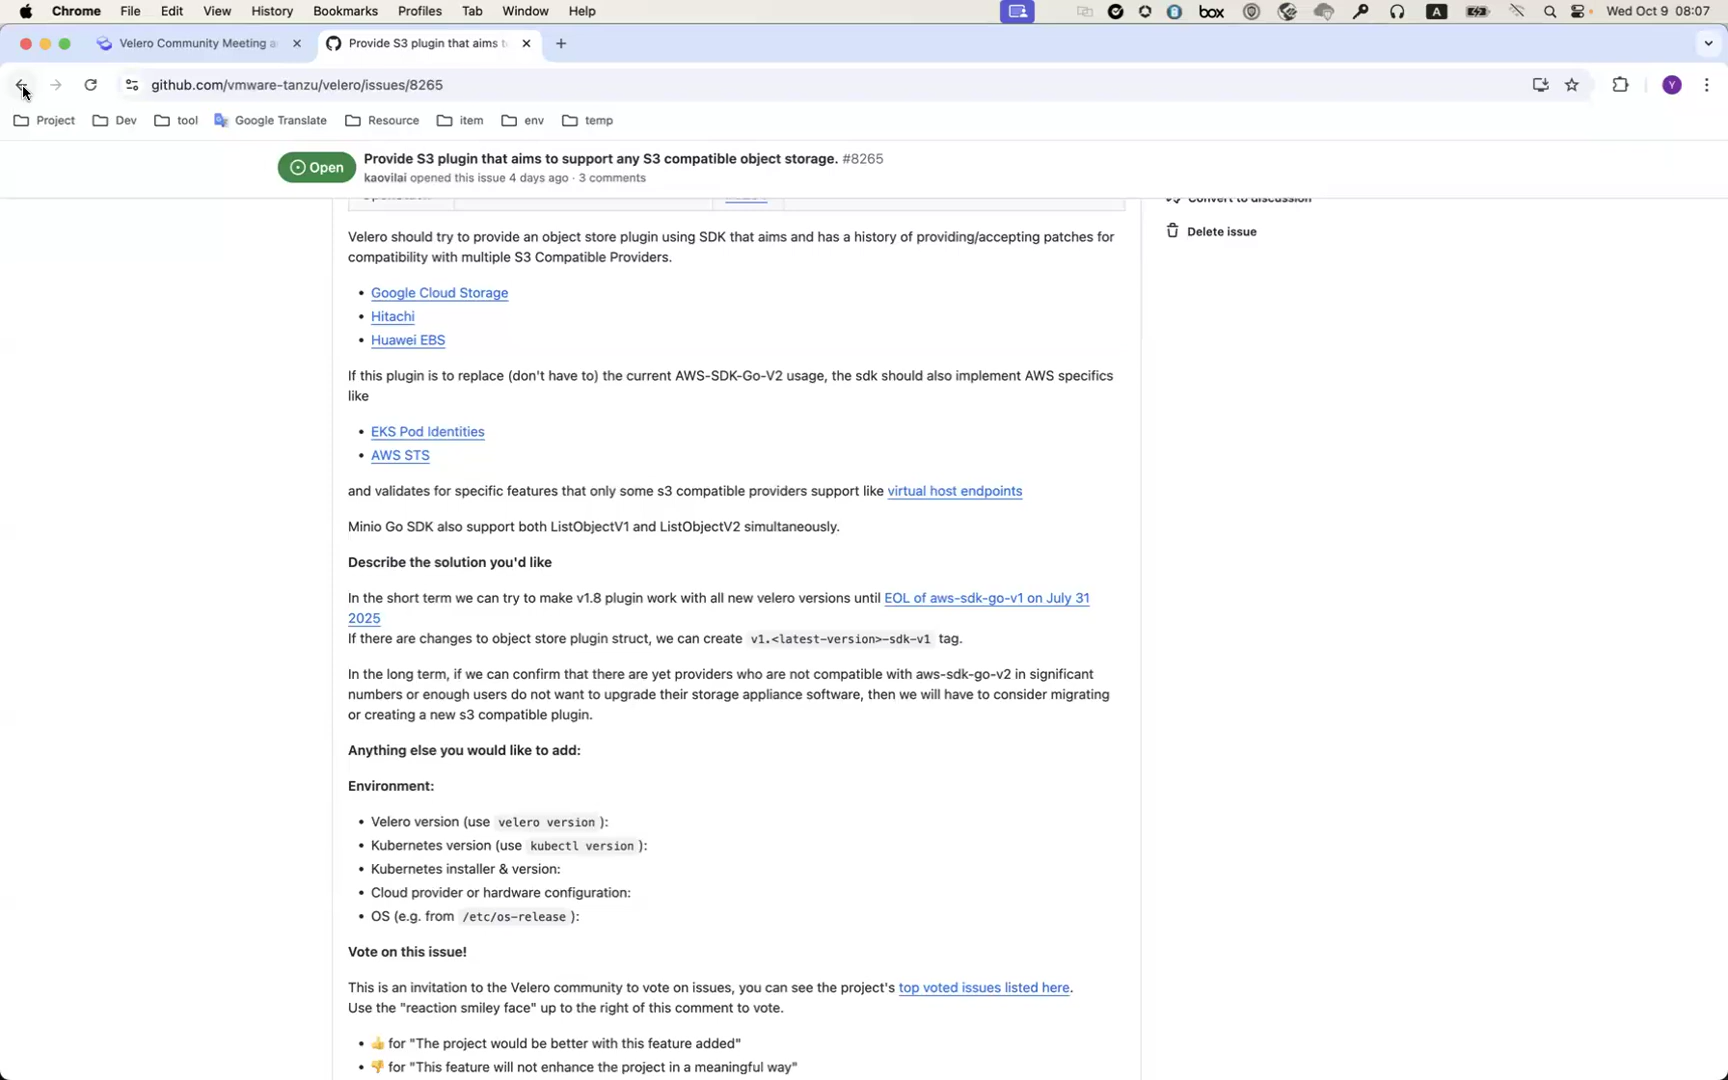 Chrome File Edit View History Bookmarks Profiles Tab Window Help box A Wed Oct 9 08:07
Velero Community Meeting a Provide S3 plugin that aims to
github.com/vmware-tanzu/velero/issues/8265 Y
Project Dev tool Google Translate Resource item env temp
Open Provide S3 plugin that aims to support any S3 compatible object storage. #8265
kaovilai opened this issue 4 days ago · 3 comments
Convert to discussion
Delete issue
Velero should try to provide an object store plugin using SDK that aims and has a history of providing/accepting patches for
compatibility with multiple S3 Compatible Providers.
• Google Cloud Storage
• Hitachi
• Huawei EBS
If this plugin is to replace (don't have to) the current AWS-SDK-Go-V2 usage, the sdk should also implement AWS specifics
like
• EKS Pod Identities
• AWS STS
and validates for specific features that only some s3 compatible providers support like virtual host endpoints
Minio Go SDK also support both ListObjectV1 and ListObjectV2 simultaneously.
Describe the solution you'd like
In the short term we can try to make v1.8 plugin work with all new velero versions until EOL of aws-sdk-go-v1 on July 31
2025
If there are changes to object store plugin struct, we can create v1.<latest-version>-sdk-v1 tag.
In the long term, if we can confirm that there are yet providers who are not compatible with aws-sdk-go-v2 in significant
numbers or enough users do not want to upgrade their storage appliance software, then we will have to consider migrating
or creating a new s3 compatible plugin.
Anything else you would like to add:
Environment:
• Velero version (use velero version ):
• Kubernetes version (use kubectl version ):
• Kubernetes installer & version:
• Cloud provider or hardware configuration:
• OS (e.g. from /etc/os-release ):
Vote on this issue!
This is an invitation to the Velero community to vote on issues, you can see the project's top voted issues listed here.
Use the "reaction smiley face" up to the right of this comment to vote.
• 👍 for "The project would be better with this feature added"
• 👎 for "This feature will not enhance the project in a meaningful way"